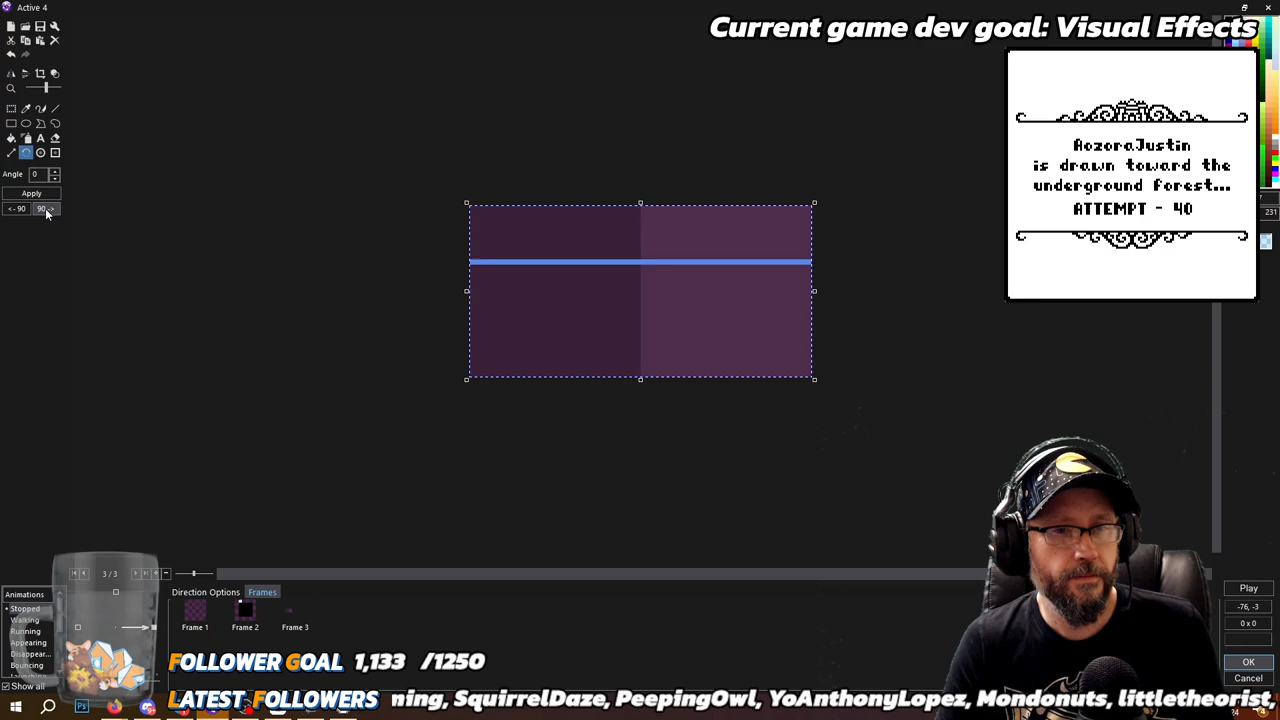 Active 4
Current game dev goal: Visual Effects
AozoraJustin
is drawn toward the
underground forest...
ATTEMPT - 40
Angle 0
Apply
<- 90 90 ->
231
3 / 3
Animations
Stopped
Walking
Running
Appearing
Disappear...
Bouncing
Show all
Direction Options Frames
Frame 1 Frame 2 Frame 3
Play
-76, -3
0 x 0
OK
Cancel
FOLLOWER GOAL 1,133 /1250
LATEST FOLLOWERS ning, SquirrelDaze, PeepingOwl, YoAnthonyLopez, Mondonuts, littletheorist,